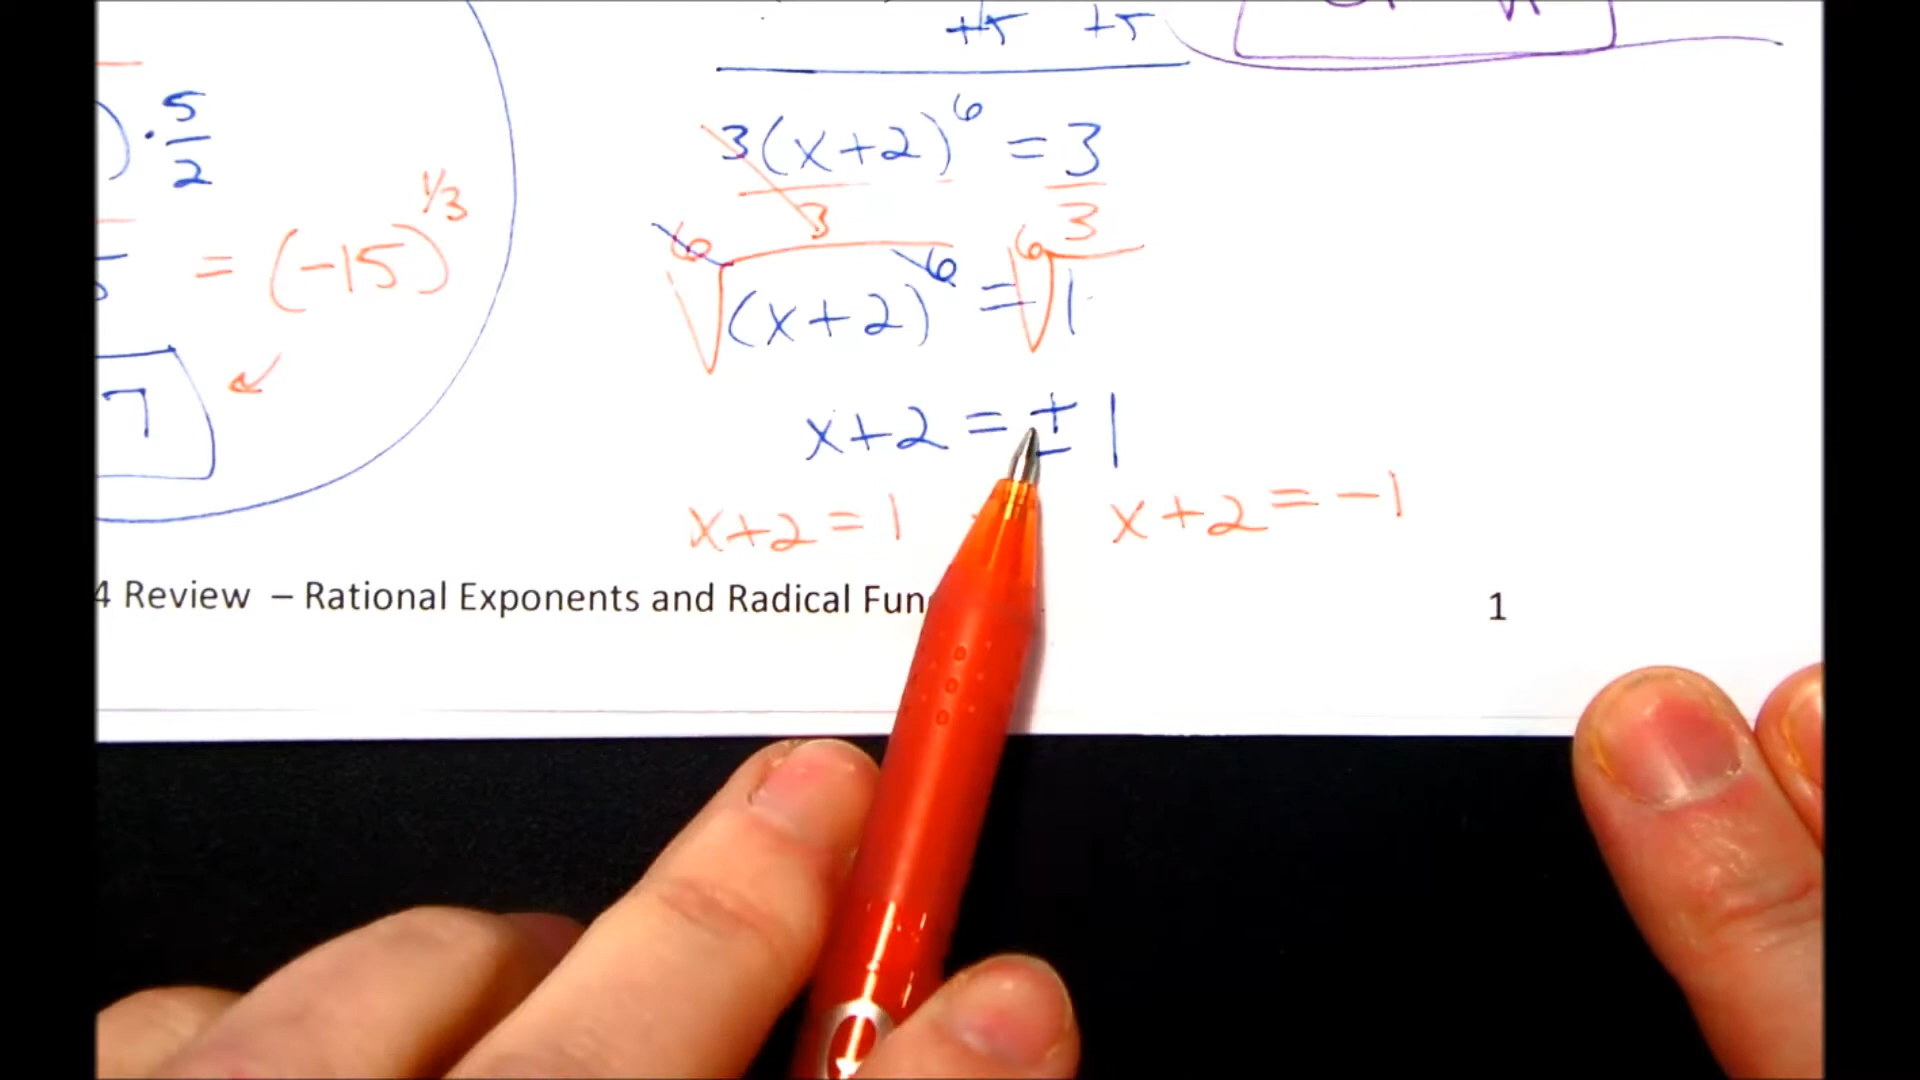 +5 +5
3(x+2)^6 = 3
3 3
) · 5/2
= (-15)^1/3
6√(x+2)^6 = 6√1
7
x+2 = ± 1
x+2 = 1 x+2 = -1
4 Review – Rational Exponents and Radical Fun
1